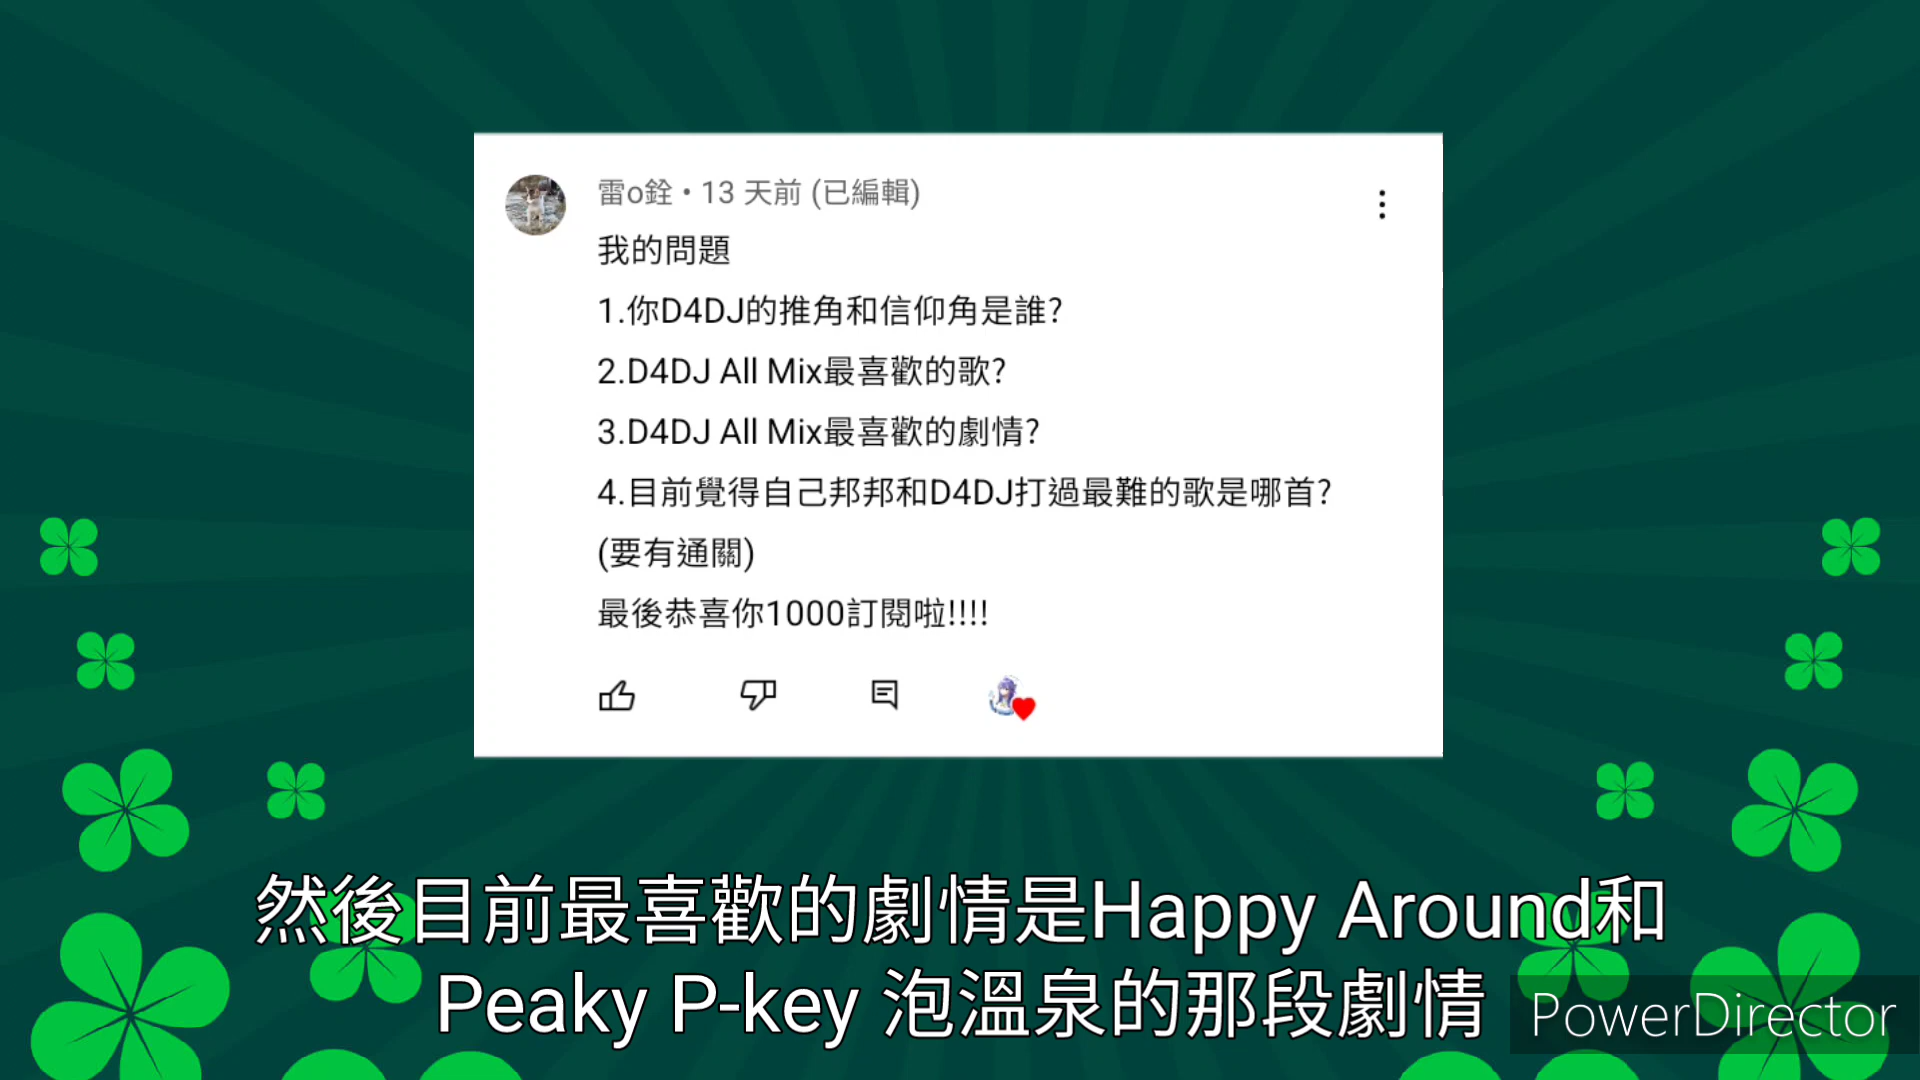 雷o銓 • 13 天前 (已編輯)
我的問題
1.你D4DJ的推角和信仰角是誰?
2.D4DJ All Mix最喜歡的歌?
3.D4DJ All Mix最喜歡的劇情?
4.目前覺得自己邦邦和D4DJ打過最難的歌是哪首?
(要有通關)
最後恭喜你1000訂閱啦!!!!
然後目前最喜歡的劇情是Happy Around和
Peaky P-key 泡溫泉的那段劇情
PowerDirector